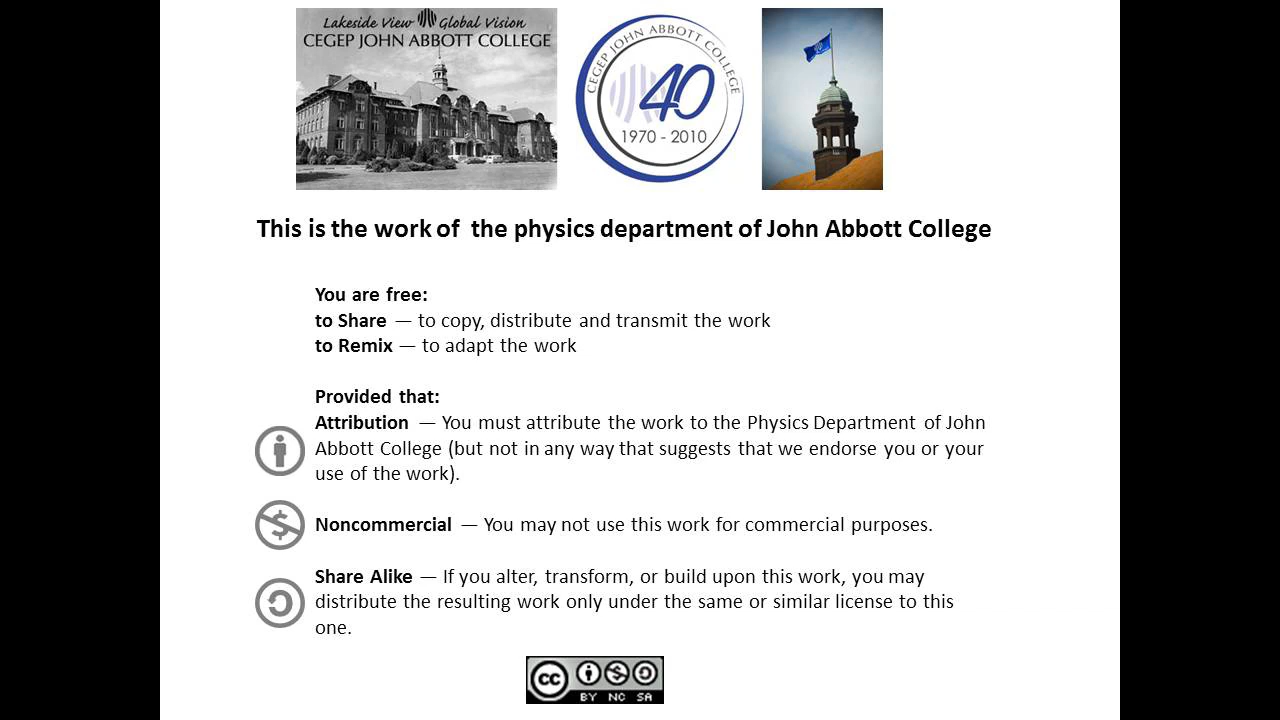 Lakeside View Global Vision
CEGEP JOHN ABBOTT COLLEGE
CEGEP JOHN ABBOTT COLLEGE
40
1970 - 2010
This is the work of the physics department of John Abbott College
You are free:
to Share — to copy, distribute and transmit the work
to Remix — to adapt the work
Provided that:
Attribution — You must attribute the work to the Physics Department of John
Abbott College (but not in any way that suggests that we endorse you or your
use of the work).
$
Noncommercial — You may not use this work for commercial purposes.
Share Alike — If you alter, transform, or build upon this work, you may
distribute the resulting work only under the same or similar license to this
one.
cc $
BY NC SA